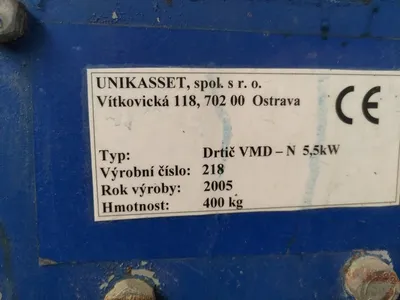 UNIKASSET, spol. s r. o.
Vítkovická 118, 702 00 Ostrava
CE
Typ: Drtič VMD – N 5,5kW
Výrobní číslo: 218
Rok výroby: 2005
Hmotnost: 400 kg